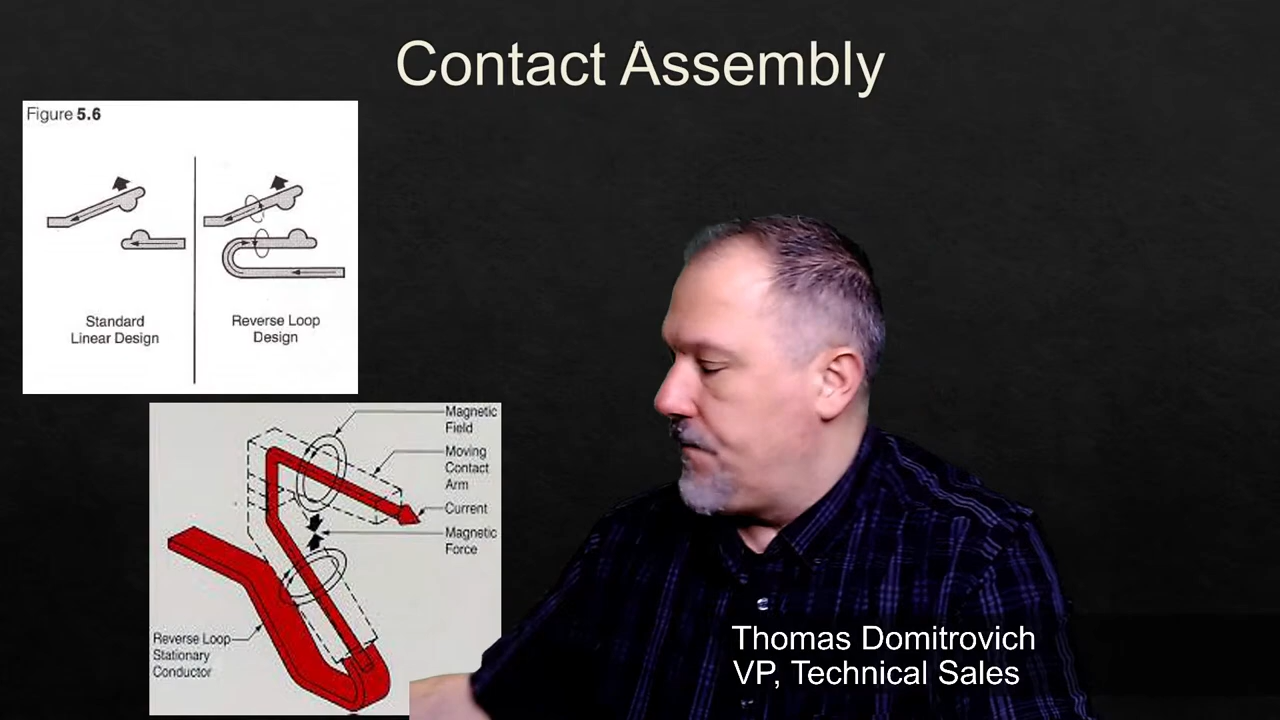 Contact Assembly
Figure 5.6
Standard
Linear Design
Reverse Loop
Design
Magnetic
Field
Moving
Contact
Arm
Current
Magnetic
Force
Reverse Loop
Stationary
Conductor
Thomas Domitrovich
VP, Technical Sales